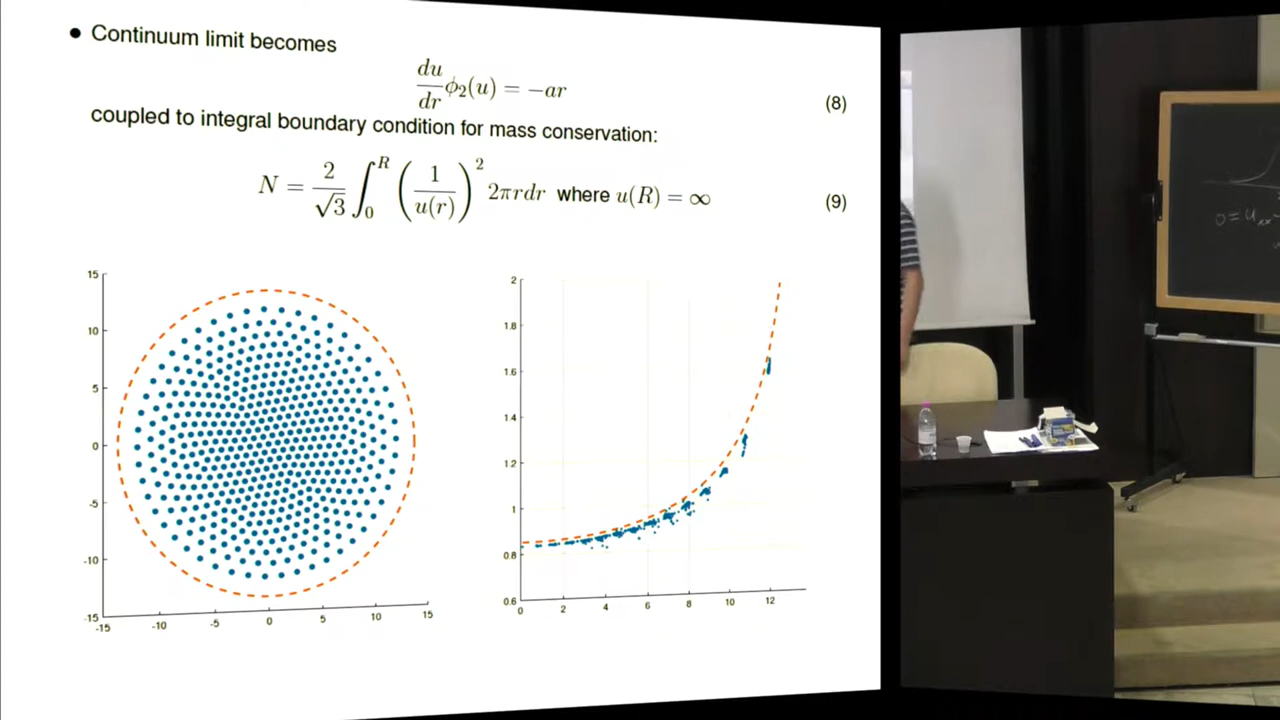 • Continuum limit becomes
du/dr ϕ₂(u) = −ar (8)
coupled to integral boundary condition for mass conservation:
N = 2/√3 ∫₀ᴿ (1/u(r))² 2πrdr where u(R) = ∞ (9)
15
10
5
0
-5
-10
-15
-15 -10 -5 0 5 10 15
2
1.8
1.6
1.4
1.2
1
0.8
0.6
0 2 4 6 8 10 12
0=Uxx